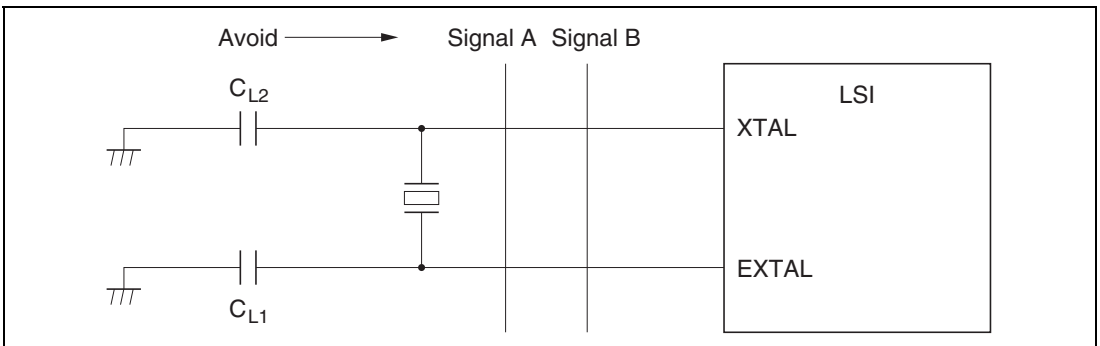 Avoid Signal A Signal B
CL2
LSI
XTAL
EXTAL
CL1